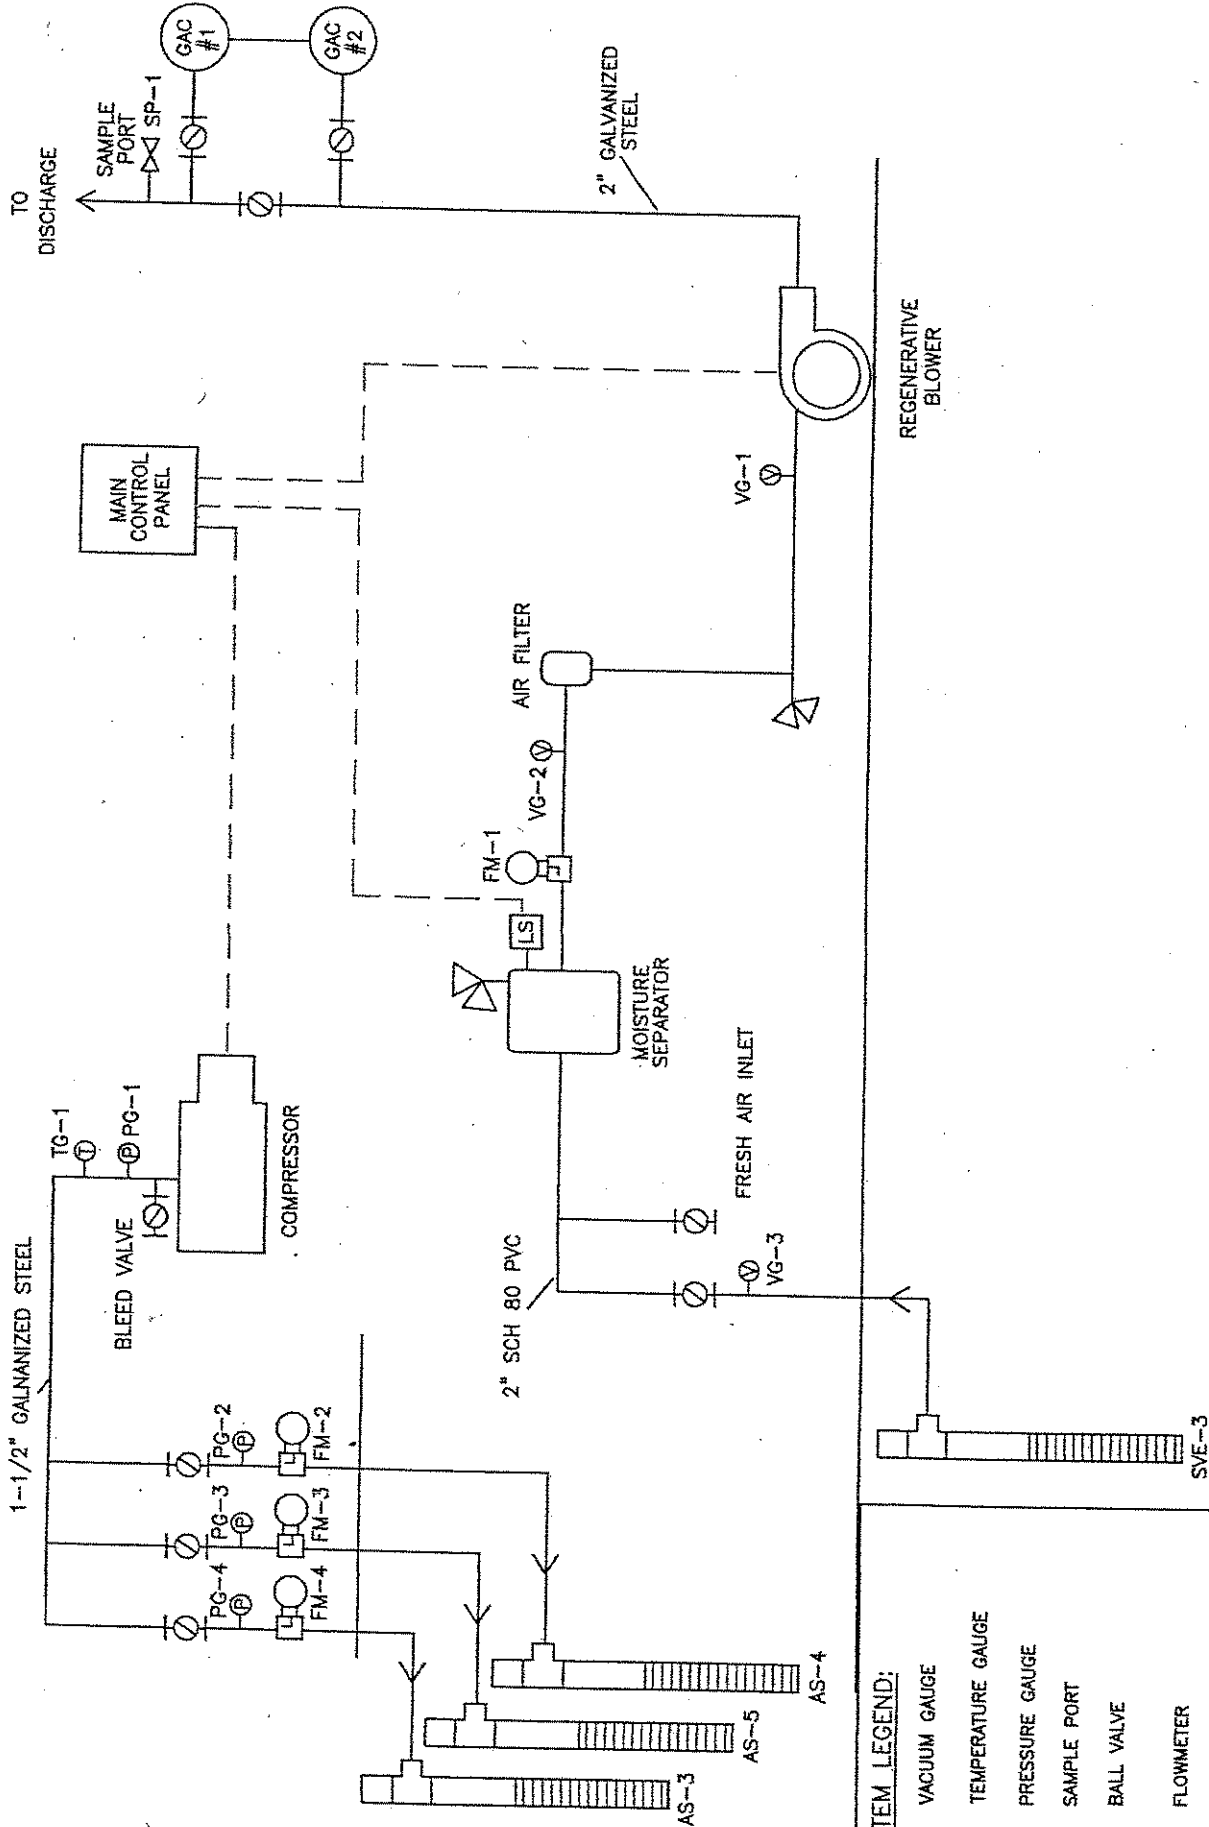 TO
DISCHARGE
SAMPLE
PORT
SP-1
GAC
#1
GAC
#2
2" GALVANIZED
STEEL
MAIN
CONTROL
PANEL
REGENERATIVE
BLOWER
VG-1
AIR FILTER
VG-2
FM-1
LS
MOISTURE
SEPARATOR
TG-1
T
P
PG-1
COMPRESSOR
BLEED VALVE
1-1/2" GALNANIZED STEEL
FRESH AIR INLET
2" SCH 80 PVC
VG-3
V
V
V
PG-2
P
FM-2
PG-3
P
FM-3
PG-4
P
FM-4
AS-4
AS-5
AS-3
SVE-3
TEM LEGEND:
VACUUM GAUGE
TEMPERATURE GAUGE
PRESSURE GAUGE
SAMPLE PORT
BALL VALVE
FLOWMETER